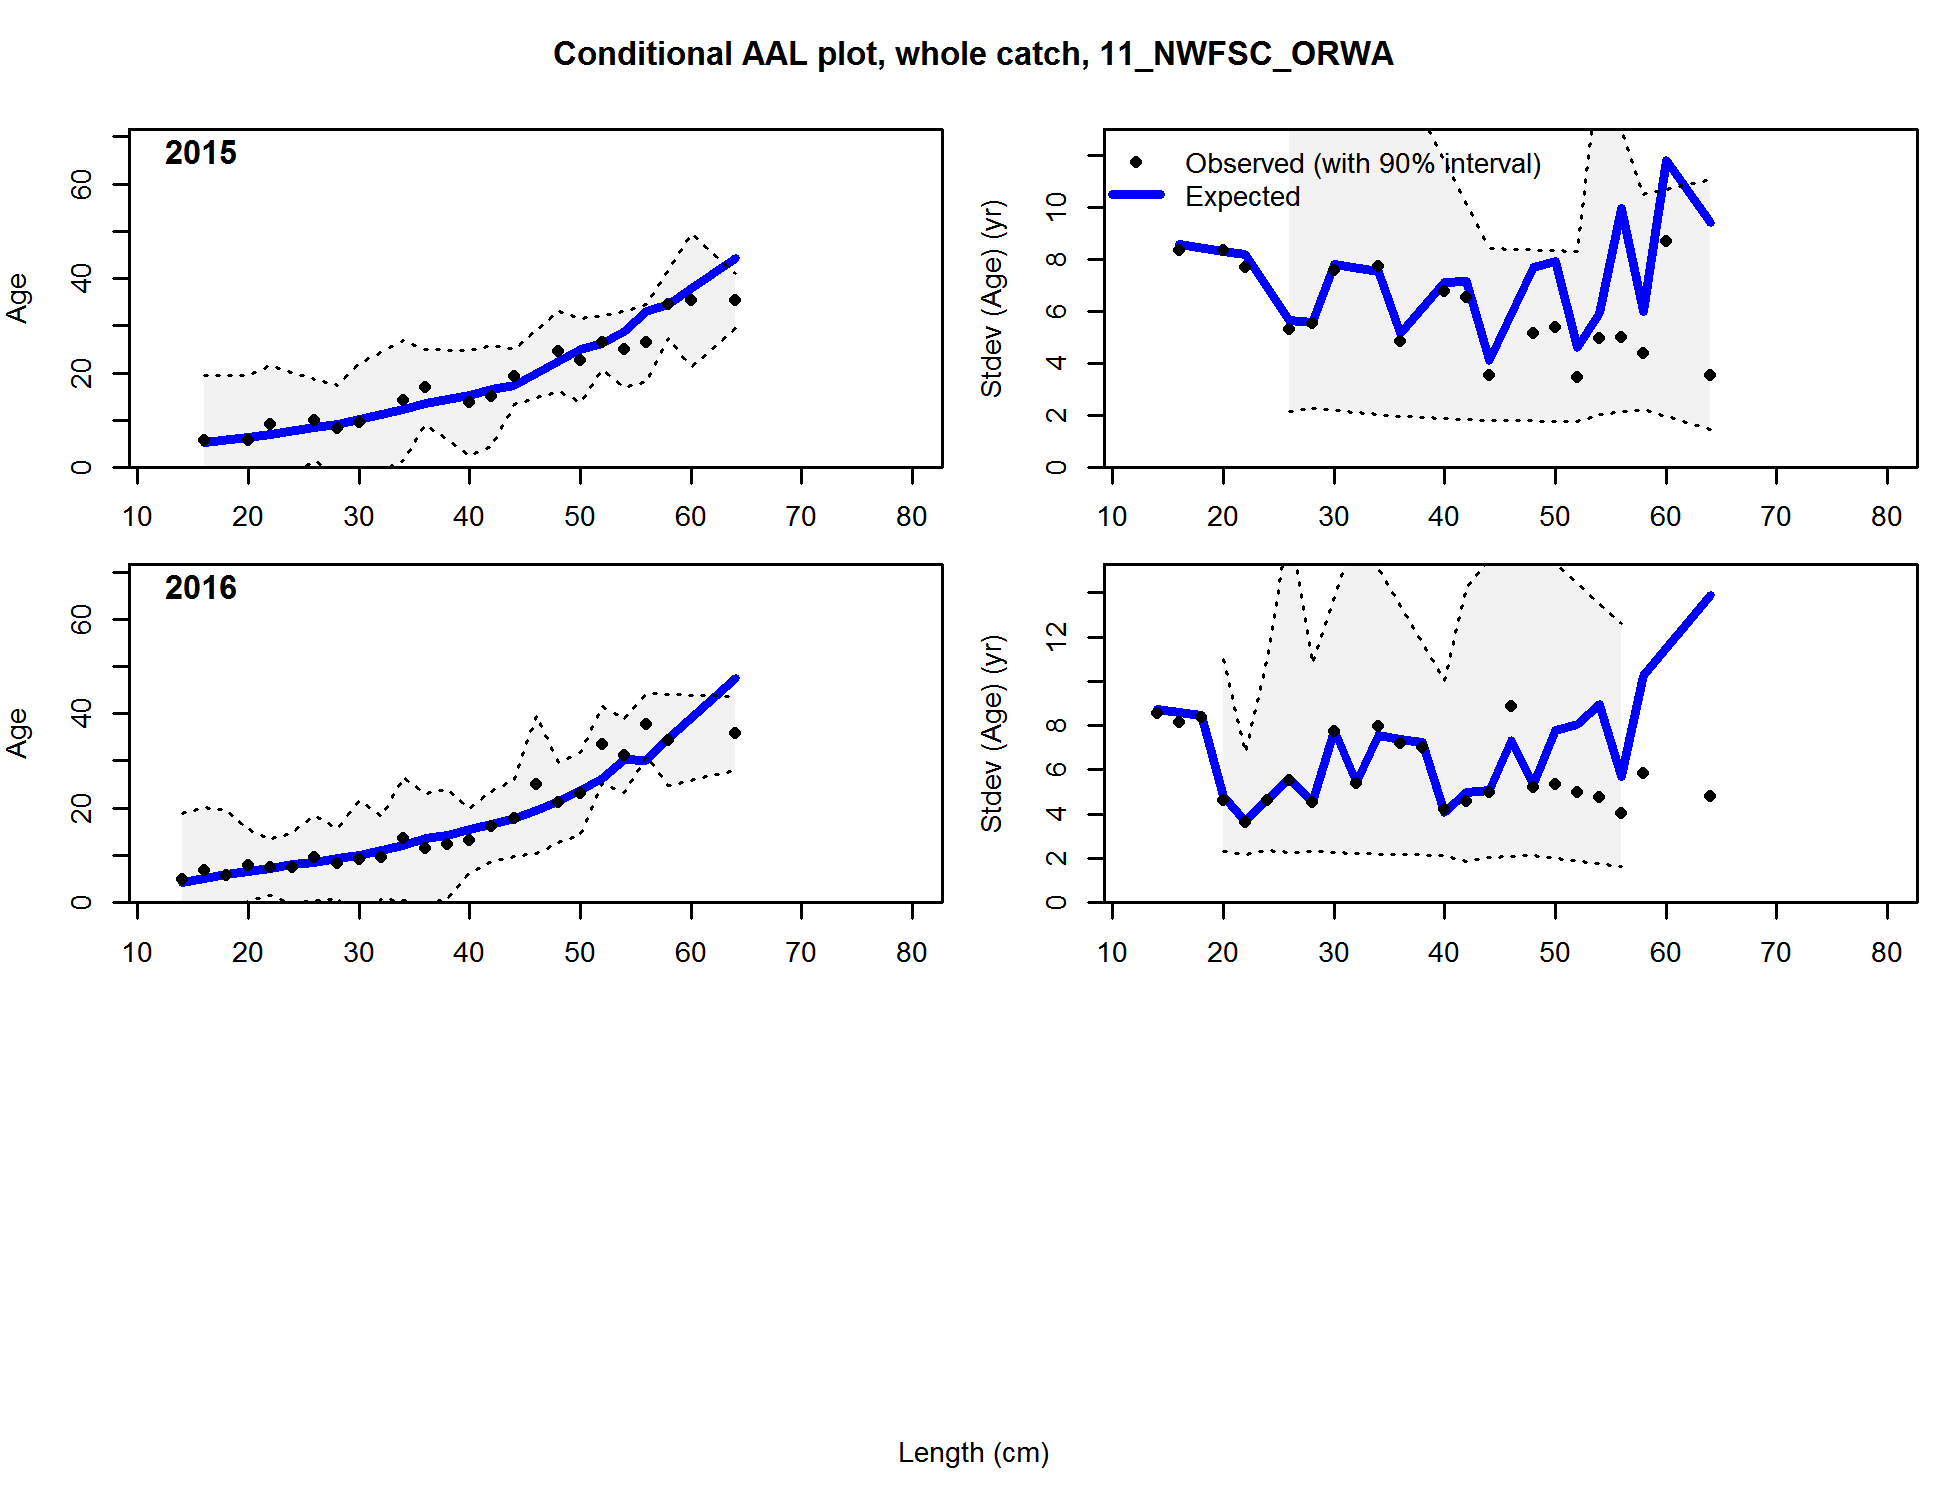 Conditional AAL plot, whole catch, 11_NWFSC_ORWA
2015
Age
0 20 40 60
10 20 30 40 50 60 70 80
Observed (with 90% interval)
Expected
Stdev (Age) (yr)
0 2 4 6 8 10
10 20 30 40 50 60 70 80
2016
Age
0 20 40 60
10 20 30 40 50 60 70 80
Stdev (Age) (yr)
0 2 4 6 8 12
10 20 30 40 50 60 70 80
Length (cm)